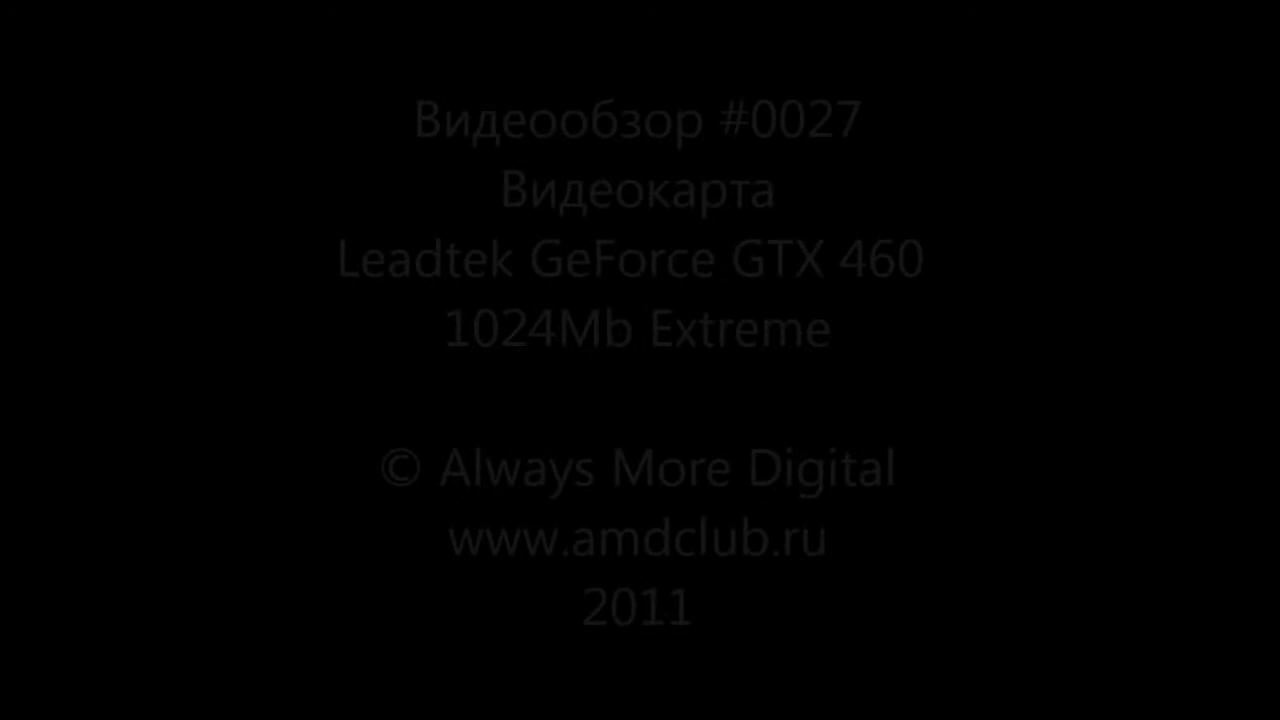 Видеообзор #0027
Видеокарта
Leadtek GeForce GTX 460
1024Mb Extreme
© Always More Digital
www.amdclub.ru
2011